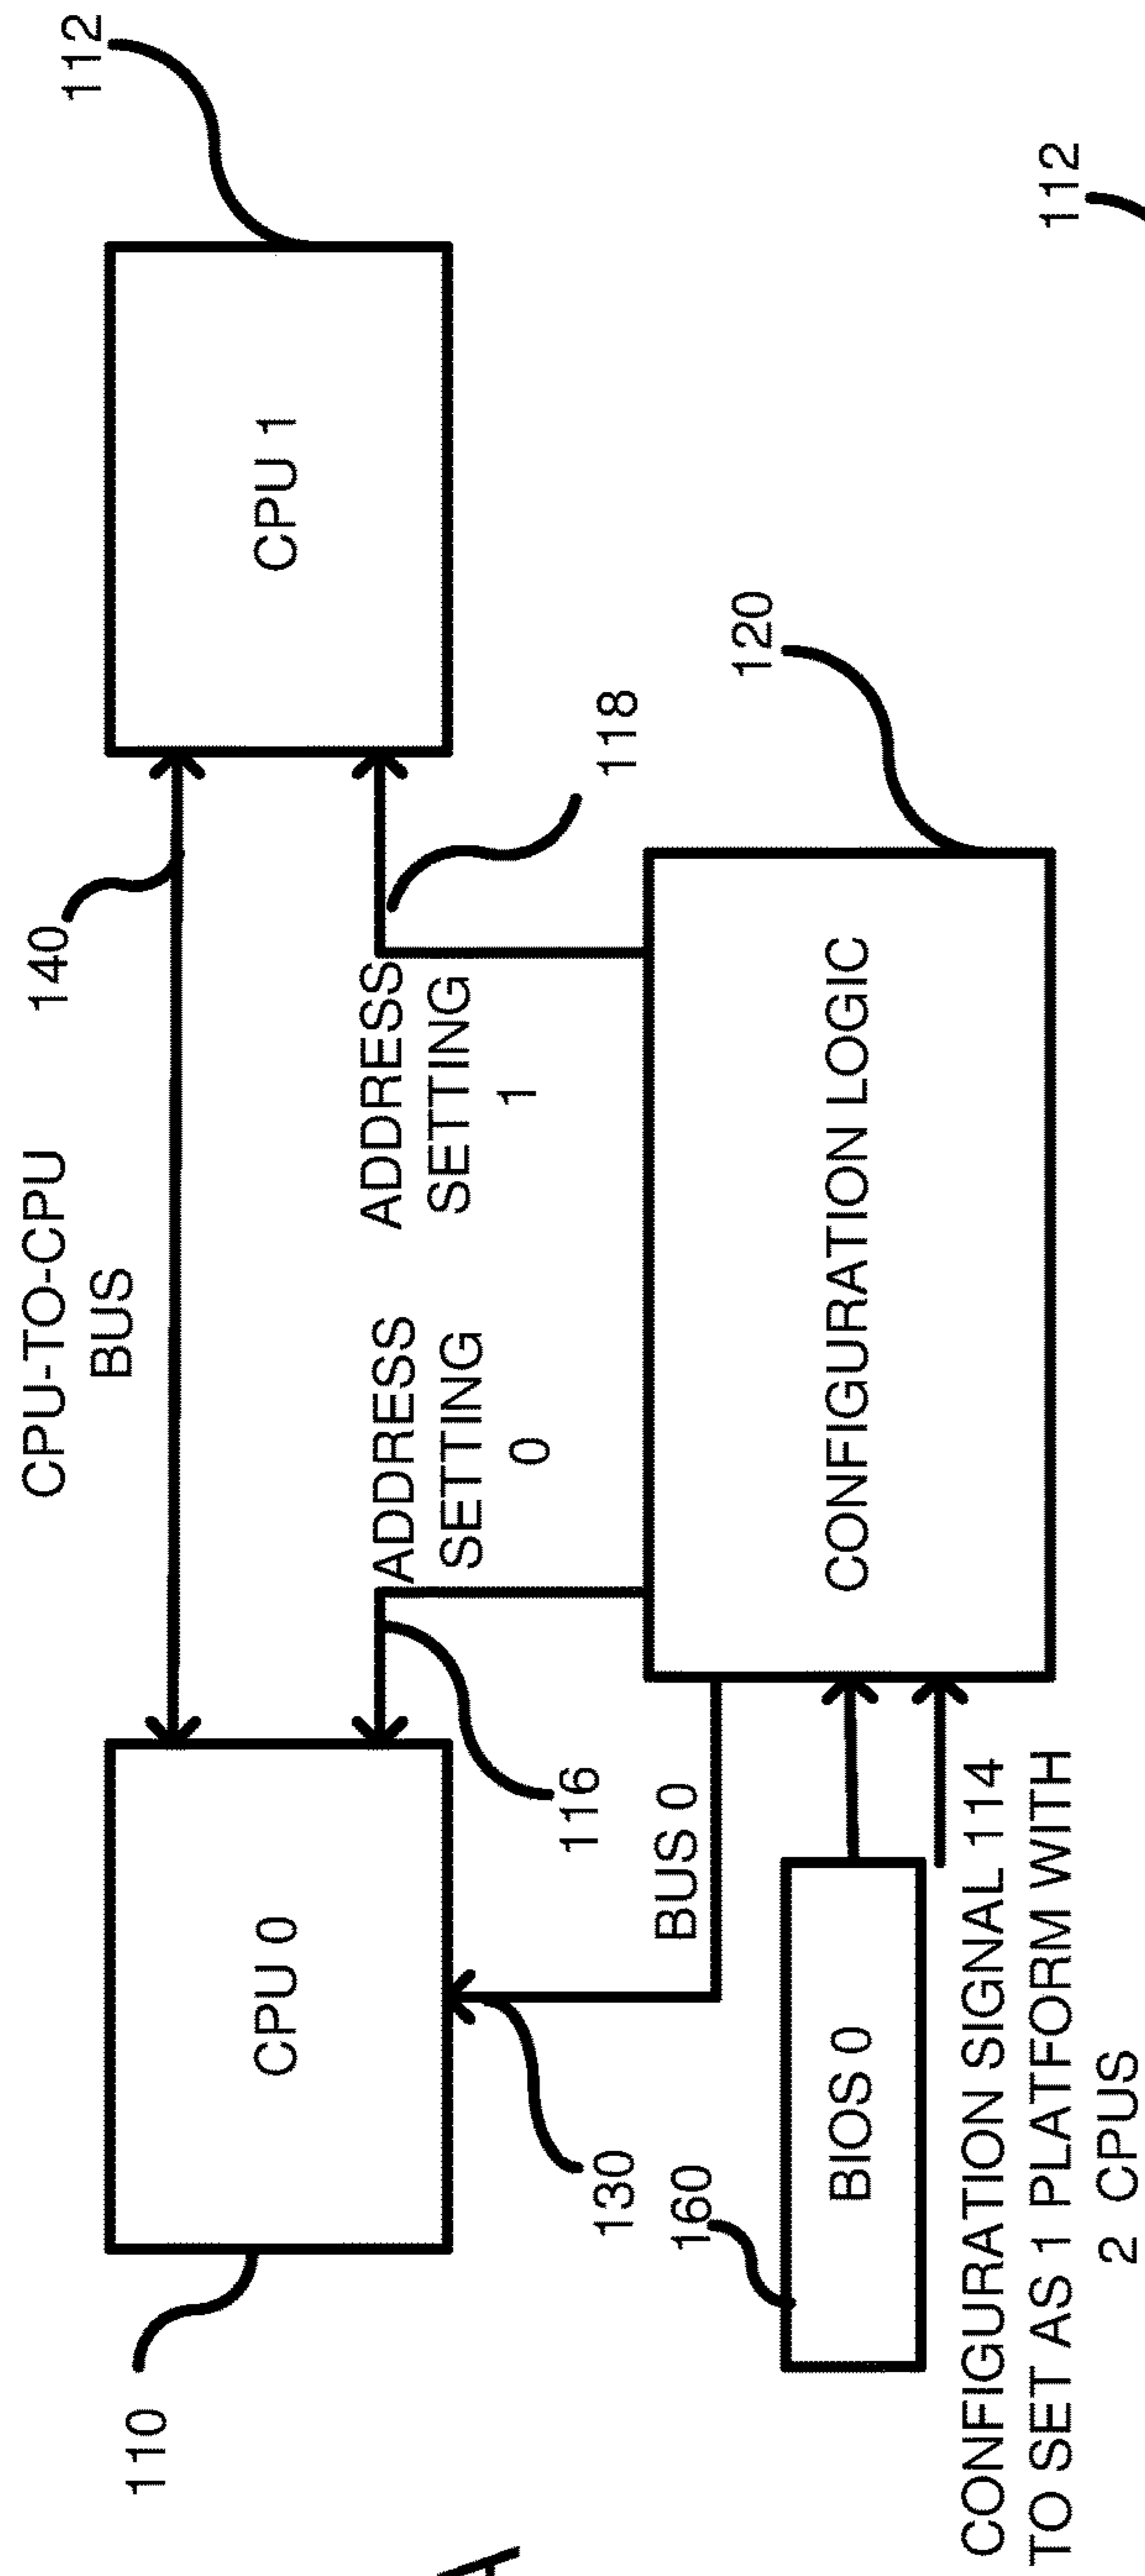 CPU-TO-CPU
BUS
140
112
110
CPU 0
CPU 1
116
ADDRESS
SETTING
0
ADDRESS
SETTING
1
118
130
BUS 0
120
160
BIOS 0
CONFIGURATION LOGIC
CONFIGURATION SIGNAL 114
TO SET AS 1 PLATFORM WITH
2 CPUS
112